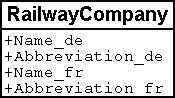 RailwayCompany
+Name_de
+Abbreviation_de
+Name_fr
+Abbreviation_fr